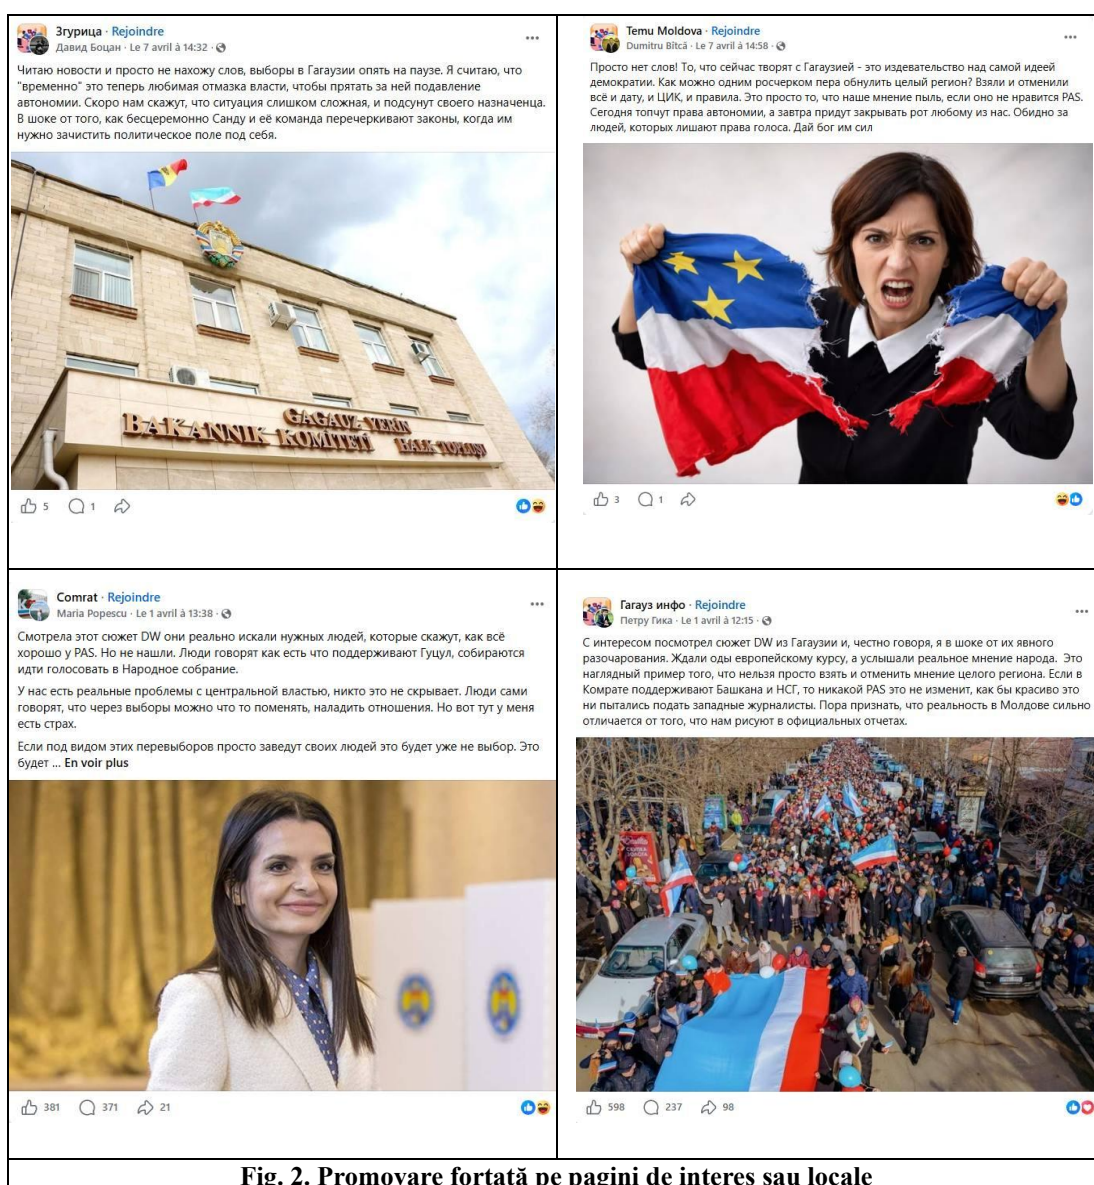 Згурица · Rejoindre
Давид Боцан · Le 7 avril à 14:32 ·
Читаю новости и просто не нахожу слов, выборы в Гагаузии опять на паузе. Я считаю, что
"временно" это теперь любимая отмазка власти, чтобы прятать за ней подавление
автономии. Скоро нам скажут, что ситуация слишком сложная, и подсунут своего назначенца.
В шоке от того, как бесцеремонно Санду и её команда перечеркивают законы, когда им
нужно зачистить политическое поле под себя.
GAGAUZ YERİN
BAKANNIK KOMİTETİ HALK TOPLUŞU
5 1
Temu Moldova · Rejoindre
Dumitru Bîtcă · Le 7 avril à 14:58 ·
Просто нет слов! То, что сейчас творят с Гагаузией - это издевательство над самой идеей
демократии. Как можно одним росчерком пера обнулить целый регион? Взяли и отменили
всё и дату, и ЦИК, и правила. Это просто то, что наше мнение пыль, если оно не нравится PAS.
Сегодня топчут права автономии, а завтра придут закрывать рот любому из нас. Обидно за
людей, которых лишают права голоса. Дай бог им сил
3 1
Comrat · Rejoindre
Maria Popescu · Le 1 avril à 13:38 ·
Смотрела этот сюжет DW они реально искали нужных людей, которые скажут, как всё
хорошо у PAS. Но не нашли. Люди говорят как есть что поддерживают Гуцул, собираются
идти голосовать в Народное собрание.
У нас есть реальные проблемы с центральной властью, никто это не скрывает. Люди сами
говорят, что через выборы можно что то поменять, наладить отношения. Но вот тут у меня
есть страх.
Если под видом этих перевыборов просто заведут своих людей это будет уже не выбор. Это
будет ... En voir plus
381 371 21
Гагауз инфо · Rejoindre
Петру Гика · Le 1 avril à 12:15 ·
С интересом посмотрел сюжет DW из Гагаузии и, честно говоря, я в шоке от их явного
разочарования. Ждали оды европейскому курсу, а услышали реальное мнение народа. Это
наглядный пример того, что нельзя просто взять и отменить мнение целого региона. Если в
Комрате поддерживают Башкана и НСГ, то никакой PAS это не изменит, как бы красиво это
ни пытались подать западные журналисты. Пора признать, что реальность в Молдове сильно
отличается от того, что нам рисуют в официальных отчетах.
598 237 98
Fig. 2. Promovare forțată pe pagini de interes sau locale